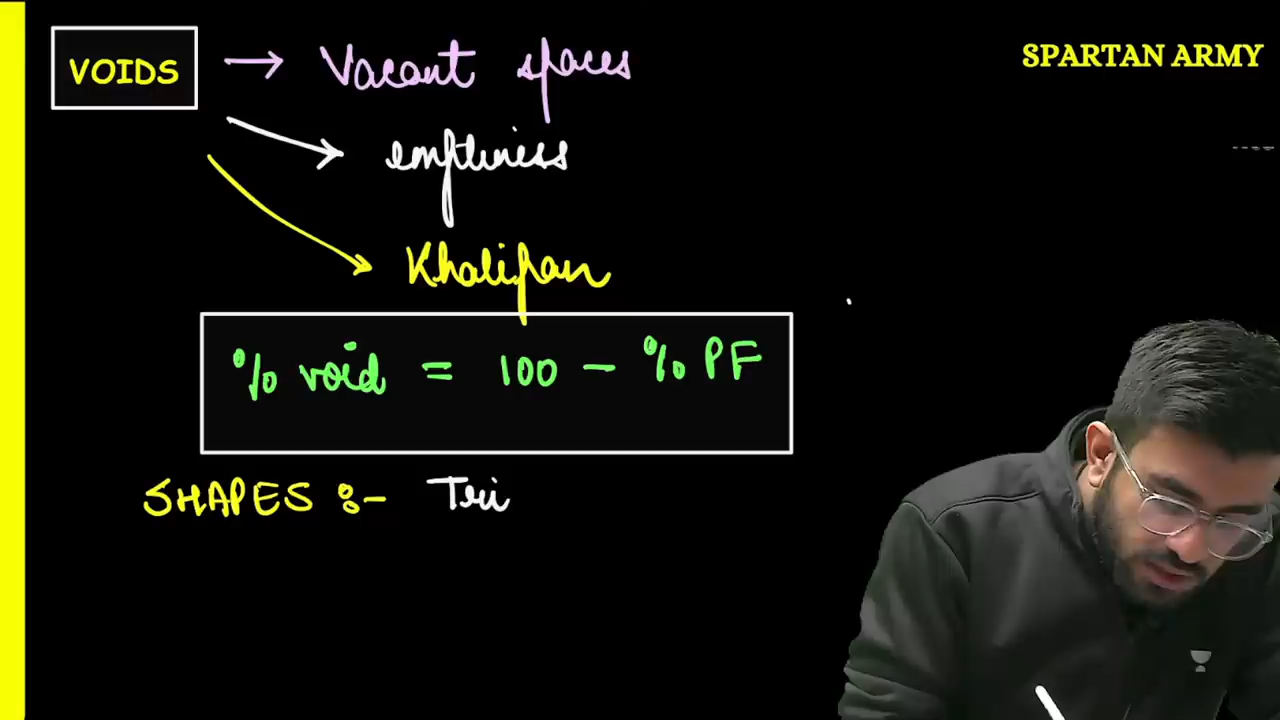 VOIDS → Vacant spaces
SPARTAN ARMY
emptiness
Khalipan
% void = 100 - % PF
SHAPES :- Tri